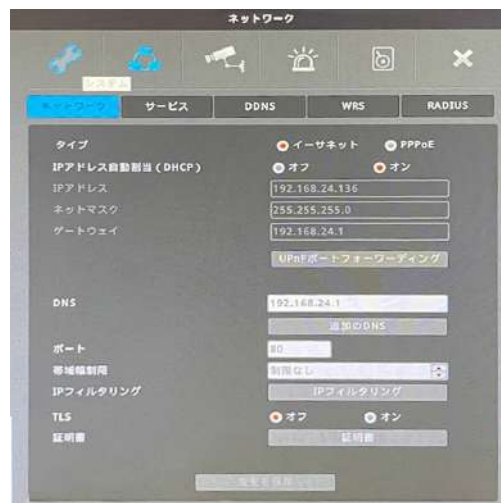 ネットワーク
システム
ネットワーク サービス DDNS WRS RADIUS
タイプ イーサネット PPPoE
IPアドレス自動割当(DHCP) オフ オン
IPアドレス 192.168.24.136
ネットマスク 255.255.255.0
ゲートウェイ 192.168.24.1
UPnPポートフォーワーディング
DNS 192.168.24.1
追加のDNS
ポート 80
帯域幅制限 制限なし
IPフィルタリング IPフィルタリング
TLS オフ オン
証明書 証明書
変更を保存